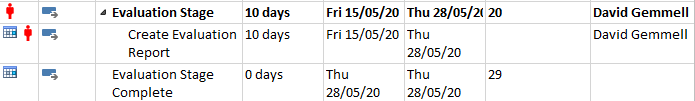 Evaluation Stage 10 days Fri 15/05/20 Thu 28/05/20 20 David Gemmell
Create Evaluation 10 days Fri 15/05/20 Thu David Gemmell
Report 28/05/20
Evaluation Stage 0 days Thu Thu 29
Complete 28/05/20 28/05/20